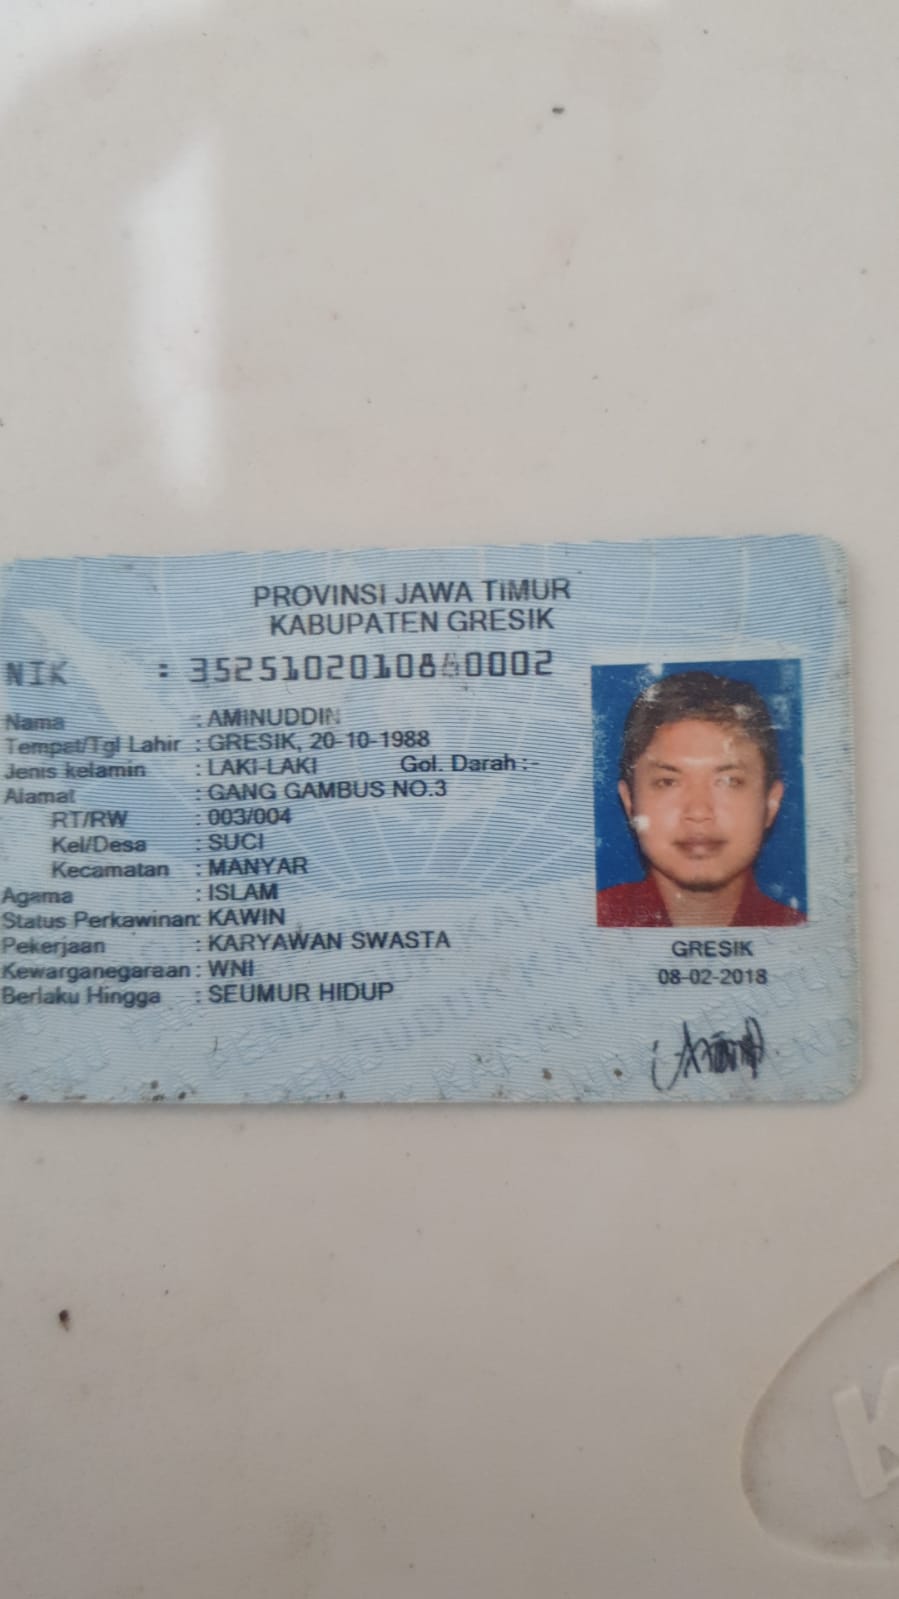 PROVINSI JAWA TIMUR
KABUPATEN GRESIK
NIK :
Nama : AMINUDDIN
Tempat/Tgl Lahir : GRESIK, 20-10-1988
Jenis kelamin : LAKI-LAKI Gol. Darah :-
Alamat : GANG GAMBUS NO.3
RT/RW : 003/004
Kel/Desa : SUCI
Kecamatan : MANYAR
Agama : ISLAM
Status Perkawinan: KAWIN
Pekerjaan : KARYAWAN SWASTA
Kewarganegaraan : WNI
Berlaku Hingga : SEUMUR HIDUP
GRESIK
08-02-2018